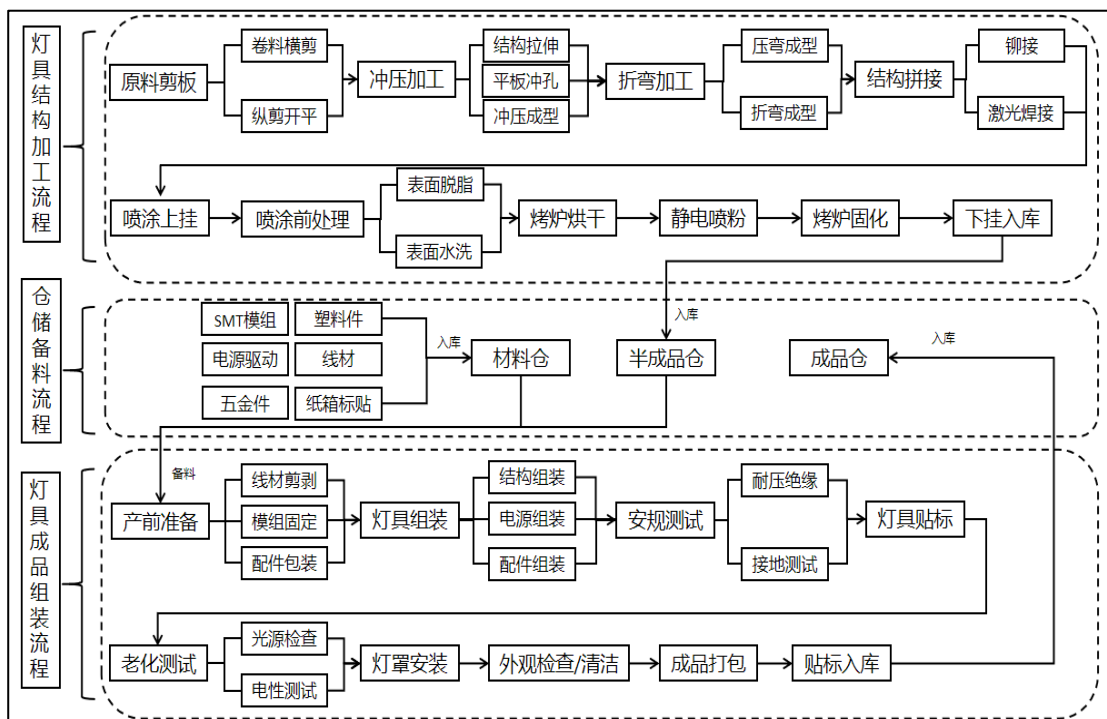 灯具结构加工流程
卷料横剪
原料剪板
纵剪开平
冲压加工
结构拉伸
平板冲孔
冲压成型
折弯加工
压弯成型
折弯成型
结构拼接
铆接
激光焊接
喷涂上挂
喷涂前处理
表面脱脂
表面水洗
烤炉烘干
静电喷粉
烤炉固化
下挂入库
仓储备料流程
SMT模组
塑料件
电源驱动
线材
五金件
纸箱标贴
入库
材料仓
入库
半成品仓
成品仓
入库
灯具成品组装流程
备料
产前准备
线材剪剥
模组固定
配件包装
灯具组装
结构组装
电源组装
配件组装
安规测试
耐压绝缘
接地测试
灯具贴标
老化测试
光源检查
电性测试
灯罩安装
外观检查/清洁
成品打包
贴标入库